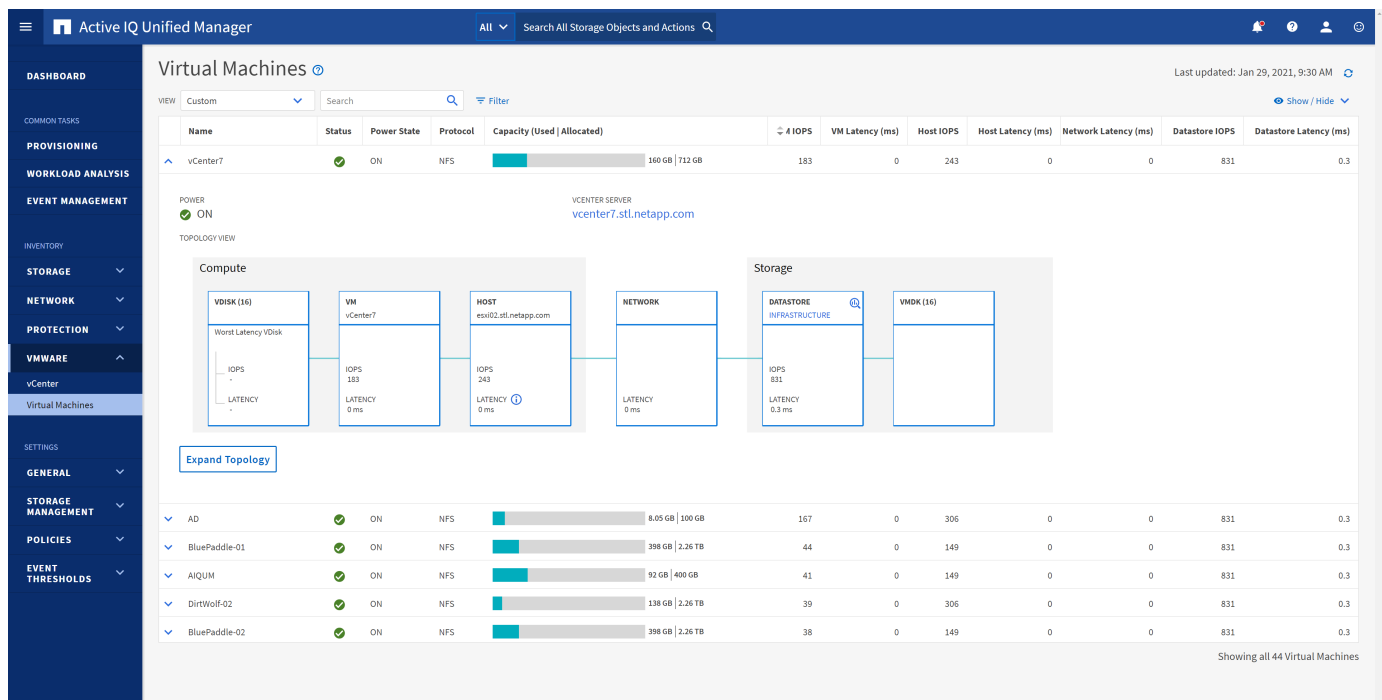 Active IQ Unified Manager
All
Search All Storage Objects and Actions
DASHBOARD
COMMON TASKS
PROVISIONING
WORKLOAD ANALYSIS
EVENT MANAGEMENT
INVENTORY
STORAGE
NETWORK
PROTECTION
VMWARE
vCenter
Virtual Machines
SETTINGS
GENERAL
STORAGE
MANAGEMENT
POLICIES
EVENT
THRESHOLDS
Virtual Machines
Last updated: Jan 29, 2021, 9:30 AM
VIEW Custom Search Filter Show / Hide
Name Status Power State Protocol Capacity (Used | Allocated) IOPS VM Latency (ms) Host IOPS Host Latency (ms) Network Latency (ms) Datastore IOPS Datastore Latency (ms)
vCenter7 ON NFS 160 GB | 712 GB 183 0 243 0 0 831 0.3
POWER
ON
VCENTER SERVER
vcenter7.stl.netapp.com
TOPOLOGY VIEW
Compute
VDISK (16)
Worst Latency VDisk
IOPS
-
LATENCY
-
VM
vCenter7
IOPS
183
LATENCY
0 ms
HOST
esxi02.stl.netapp.com
IOPS
243
LATENCY
0 ms
NETWORK
LATENCY
0 ms
Storage
DATASTORE
INFRASTRUCTURE
IOPS
831
LATENCY
0.3 ms
VMDK (16)
Expand Topology
AD ON NFS 8.05 GB | 100 GB 167 0 306 0 0 831 0.3
BluePaddle-01 ON NFS 398 GB | 2.26 TB 44 0 149 0 0 831 0.3
AIQUM ON NFS 92 GB | 400 GB 41 0 149 0 0 831 0.3
DirtWolf-02 ON NFS 138 GB | 2.26 TB 39 0 306 0 0 831 0.3
BluePaddle-02 ON NFS 398 GB | 2.26 TB 38 0 149 0 0 831 0.3
Showing all 44 Virtual Machines